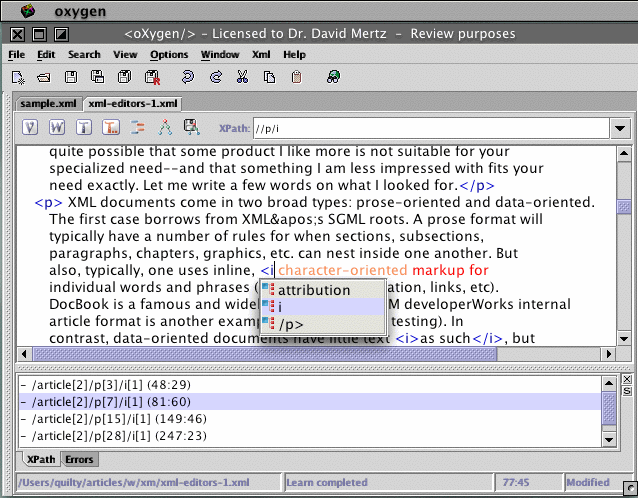 oXygen
<oXygen/> - Licensed to Dr. David Mertz - Review purposes
File Edit Search View Options Window Xml Help
sample.xml xml-editors-1.xml
V W T T.. XPath: //p/i
quite possible that some product I like more is not suitable for your
specialized need--and that something I am less impressed with fits your
need exactly. Let me write a few words on what I looked for.</p>
<p> XML documents come in two broad types: prose-oriented and data-oriented.
The first case borrows from XML&apos;s SGML roots. A prose format will
typically have a number of rules for when sections, subsections,
paragraphs, chapters, graphics, etc. can nest inside one another. But
also, typically, one uses inline, <i character-oriented markup for
individual words and phrases ( ation, links, etc).
attribution
DocBook is a famous and wide M developerWorks internal
i
article format is another exam testing). In
/p>
contrast, data-oriented documents have little text <i>as such</i>, but
- /article[2]/p[3]/i[1] (48:29)
- /article[2]/p[7]/i[1] (81:60)
- /article[2]/p[15]/i[1] (149:46)
- /article[2]/p[28]/i[1] (247:23)
X
S
XPath Errors
/Users/quilty/articles/w/xm/xml-editors-1.xml Learn completed 77:45 Modified